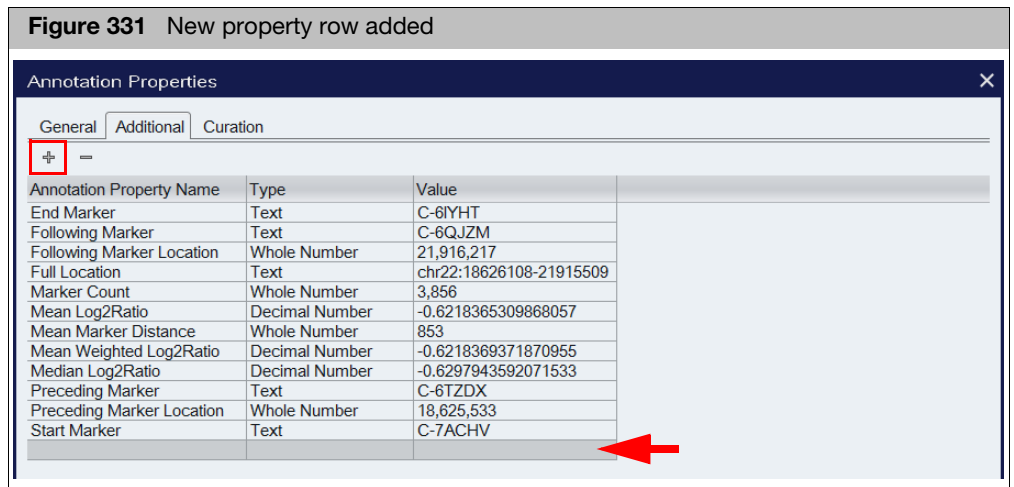 Figure 331 New property row added
Annotation Properties
General Additional Curation
Annotation Property Name Type Value
End Marker Text C-6IYHT
Following Marker Text C-6QJZM
Following Marker Location Whole Number 21,916,217
Full Location Text chr22:18626108-21915509
Marker Count Whole Number 3,856
Mean Log2Ratio Decimal Number -0.6218365309868057
Mean Marker Distance Whole Number 853
Mean Weighted Log2Ratio Decimal Number -0.6218369371870955
Median Log2Ratio Decimal Number -0.6297943592071533
Preceding Marker Text C-6TZDX
Preceding Marker Location Whole Number 18,625,533
Start Marker Text C-7ACHV